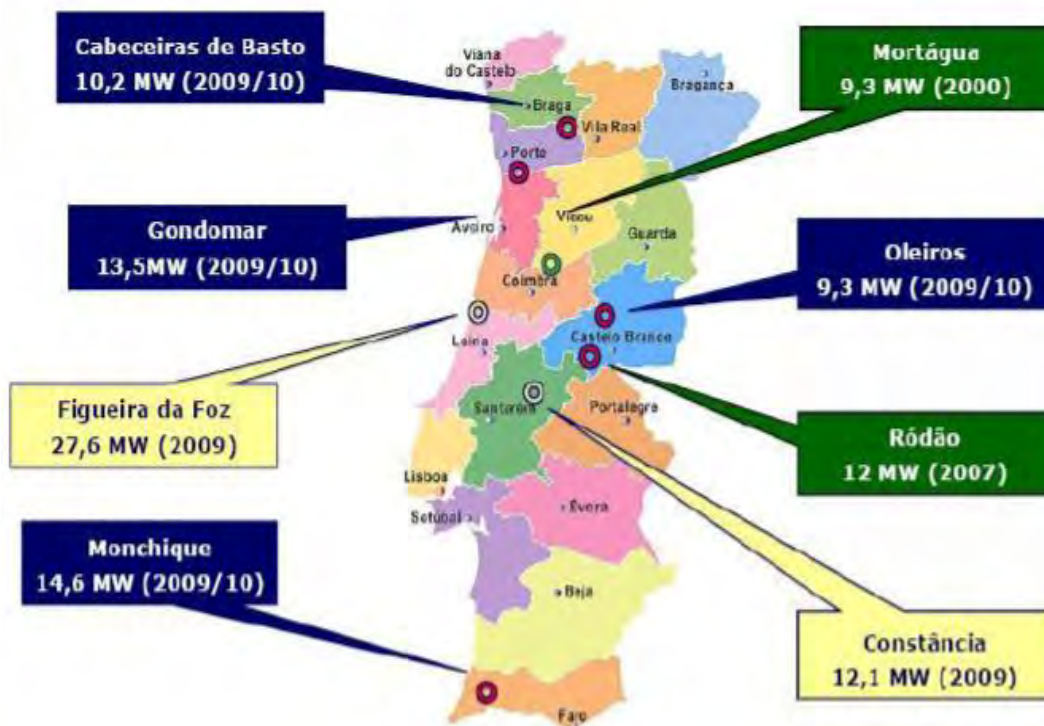 Cabeceiras de Basto
10,2 MW (2009/10)
Mortágua
9,3 MW (2000)
Gondomar
13,5MW (2009/10)
Oleiros
9,3 MW (2009/10)
Figueira da Foz
27,6 MW (2009)
Ródão
12 MW (2007)
Monchique
14,6 MW (2009/10)
Constância
12,1 MW (2009)
Viana
do Castelo
Bragança
Braga
Vila Real
Porto
Viseu
Aveiro
Guarda
Coimbra
Leiria
Castelo Branco
Santarém
Portalegre
Lisboa
Setúbal
Évora
Beja
Faro